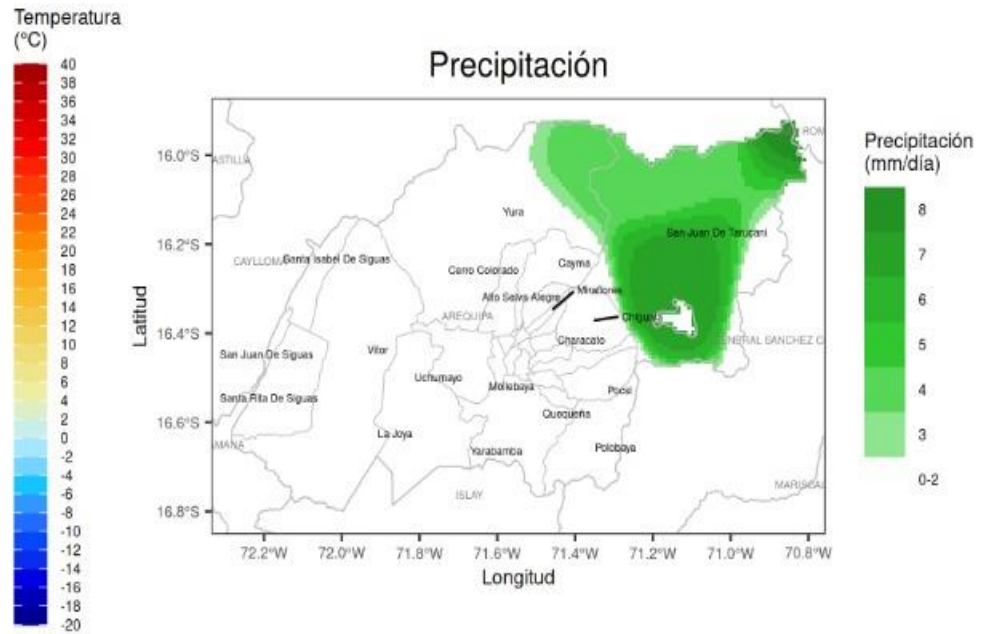 Temperatura
(°C)
40
38
36
34
32
30
28
26
24
22
20
18
16
14
12
10
8
6
4
2
0
-2
-4
-6
-8
-10
-12
-14
-16
-18
-20
Precipitación
Latitud
16.0°S
16.2°S
16.4°S
16.6°S
16.8°S
ASTILLA
ROM
Yura
San Juan De Tarucani
CAYLLOMA
Santa Isabel De Siguas
Cerro Colorado
Cayma
Alto Selva Alegre
Miraflores
AREQUIPA
Chiguata
Characato
GENERAL SANCHEZ C
San Juan De Siguas
Vitor
Uchumayo
Mollebaya
Pocsi
Santa Rita De Siguas
Quequeña
La Joya
Polobaya
MANA
Yarabamba
ISLAY
MARISCAL
72.2°W 72.0°W 71.8°W 71.6°W 71.4°W 71.2°W 71.0°W 70.8°W
Longitud
Precipitación
(mm/día)
8
7
6
5
4
3
0-2